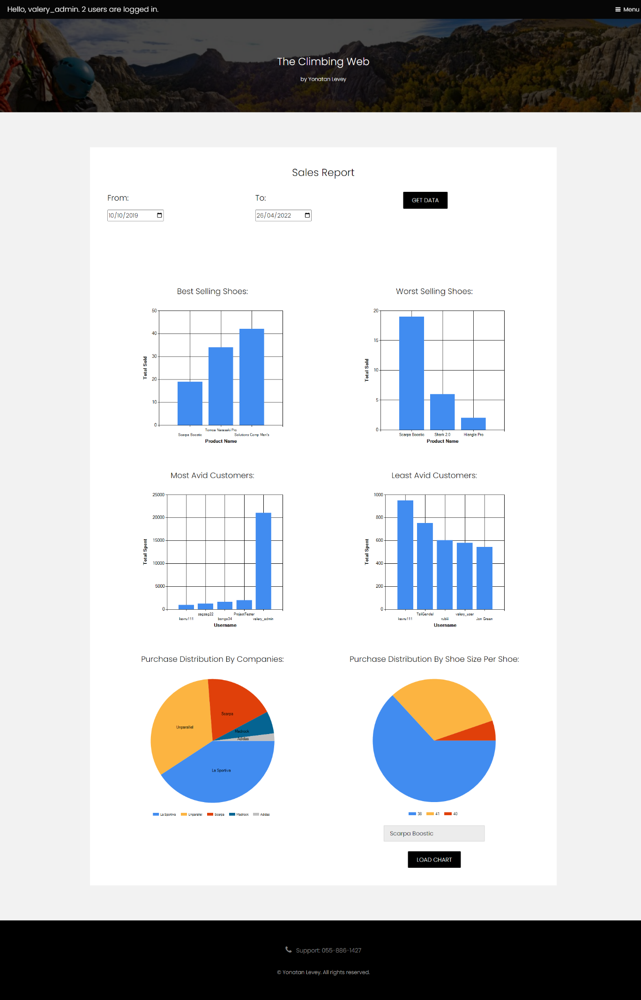 Hello, valery_admin. 2 users are logged in.
Menu
The Climbing Web
by Yonatan Levey
Sales Report
From:
To:
GET DATA
10/10/2019
26/04/2022
Best Selling Shoes:
50
40
30
20
10
0
Total Sold
Tomoa Narasaki Pro
Scarpa Boostic
Solutions Comp Men's
Product Name
Worst Selling Shoes:
20
15
10
5
0
Total Sold
Scarpa Boostic
Shark 2.0
Hiangle Pro
Product Name
Most Avid Customers:
25000
20000
15000
10000
5000
0
Total Spent
sagsag22
ProjectTester
kevru111
bongo34
valery_admin
Username
Least Avid Customers:
1000
800
600
400
200
0
Total Spent
TaliGendel
valery_user
kevru111
rubiii
Jon Green
Username
Purchase Distribution By Companies:
Scarpa
Unparallel
Madrock
Adidas
La Sportiva
La Sportiva
Unparallel
Scarpa
Madrock
Adidas
Purchase Distribution By Shoe Size Per Shoe:
38
41
40
Scarpa Boostic
LOAD CHART
Support: 055-886-1427
© Yonatan Levey. All rights reserved.